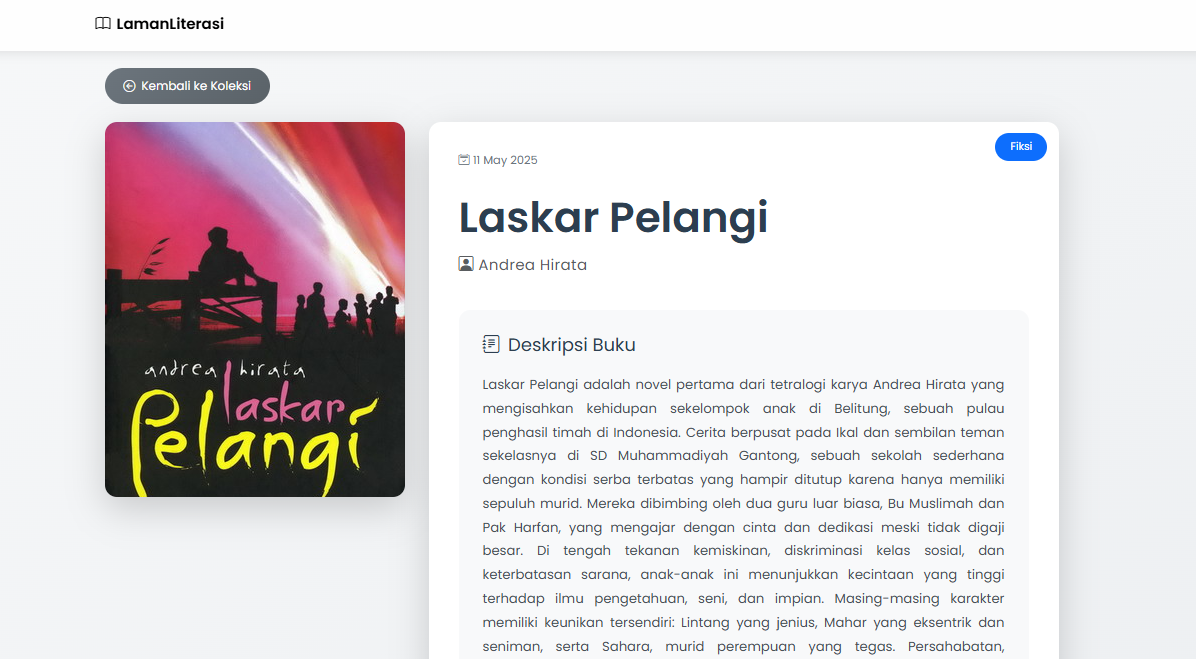 LamanLiterasi
Kembali ke Koleksi
andrea hirata
laskar
Pelangi
11 May 2025
Fiksi
Laskar Pelangi
Andrea Hirata
Deskripsi Buku
Laskar Pelangi adalah novel pertama dari tetralogi karya Andrea Hirata yang
mengisahkan kehidupan sekelompok anak di Belitung, sebuah pulau
penghasil timah di Indonesia. Cerita berpusat pada Ikal dan sembilan teman
sekelasnya di SD Muhammadiyah Gantong, sebuah sekolah sederhana
dengan kondisi serba terbatas yang hampir ditutup karena hanya memiliki
sepuluh murid. Mereka dibimbing oleh dua guru luar biasa, Bu Muslimah dan
Pak Harfan, yang mengajar dengan cinta dan dedikasi meski tidak digaji
besar. Di tengah tekanan kemiskinan, diskriminasi kelas sosial, dan
keterbatasan sarana, anak-anak ini menunjukkan kecintaan yang tinggi
terhadap ilmu pengetahuan, seni, dan impian. Masing-masing karakter
memiliki keunikan tersendiri: Lintang yang jenius, Mahar yang eksentrik dan
seniman, serta Sahara, murid perempuan yang tegas. Persahabatan,